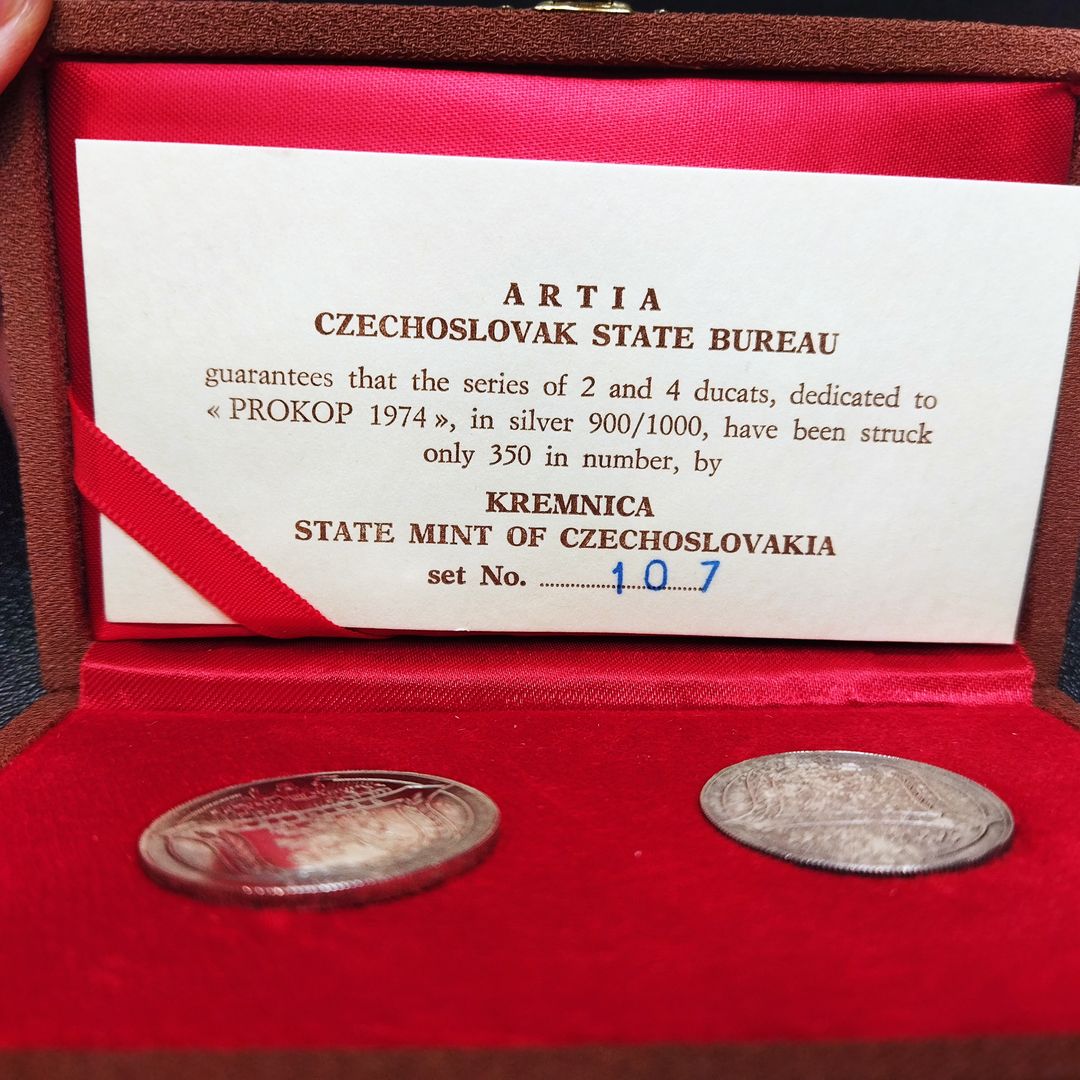 ARTIA
CZECHOSLOVAK STATE BUREAU
guarantees that the series of 2 and 4 ducats, dedicated to
« PROKOP 1974 », in silver 900/1000, have been struck
only 350 in number, by
KREMNICA
STATE MINT OF CZECHOSLOVAKIA
set No. ........................ 107